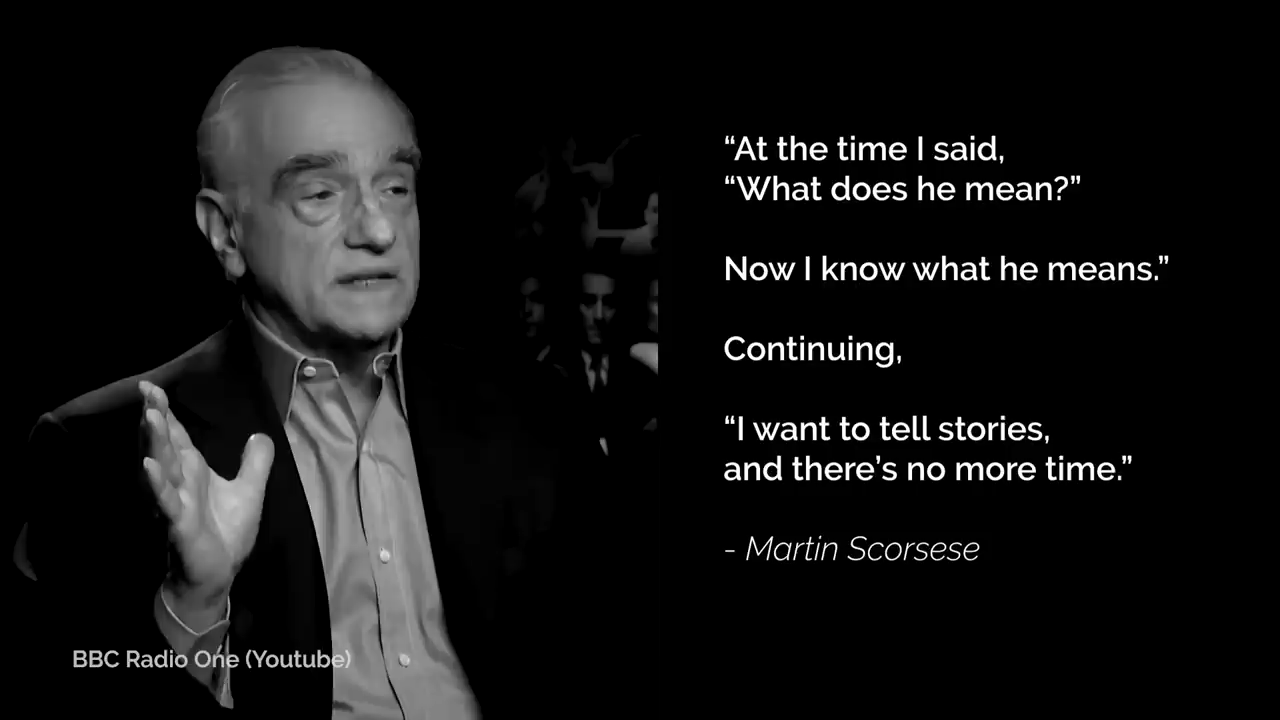 “At the time I said,
“What does he mean?”
Now I know what he means.”
Continuing,
“I want to tell stories,
and there’s no more time.”
- Martin Scorsese
BBC Radio One (Youtube)